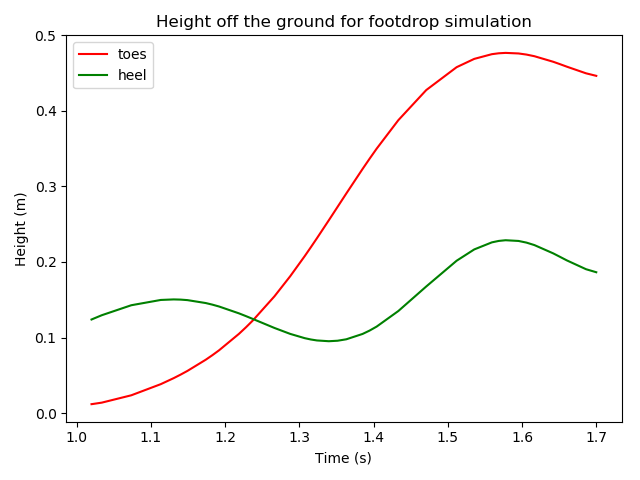 Height off the ground for footdrop simulation
toes
heel
Height (m)
0.5
0.4
0.3
0.2
0.1
0.0
1.0 1.1 1.2 1.3 1.4 1.5 1.6 1.7
Time (s)